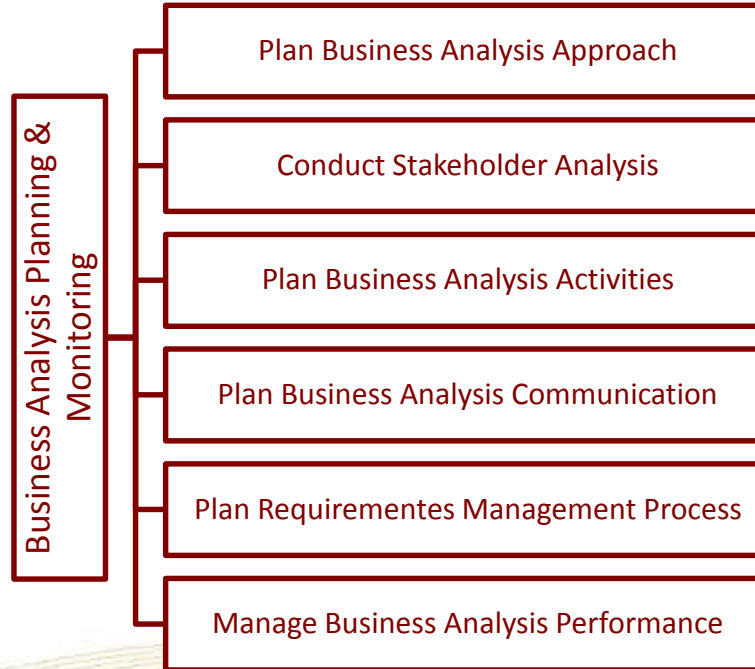 Business Analysis Planning &
Monitoring
Plan Business Analysis Approach
Conduct Stakeholder Analysis
Plan Business Analysis Activities
Plan Business Analysis Communication
Plan Requirementes Management Process
Manage Business Analysis Performance